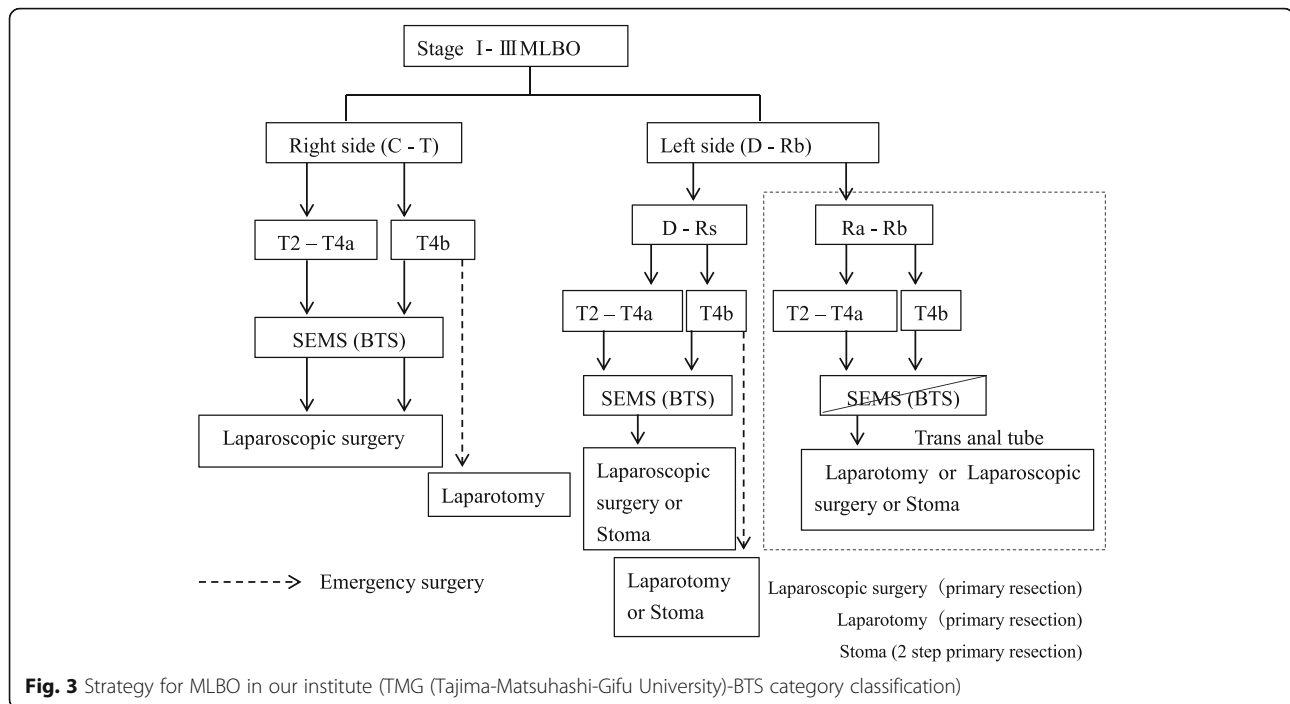 Stage Ⅰ- ⅢMLBO
Right side (C - T)
Left side (D - Rb)
D - Rs
Ra - Rb
T2 – T4a
T4b
T2 – T4a
T4b
T2 – T4a
T4b
SEMS (BTS)
SEMS (BTS)
SEMS (BTS)
Trans anal tube
Laparoscopic surgery
Laparotomy
Laparoscopic
surgery or
Stoma
Laparotomy or Laparoscopic
surgery or Stoma
Emergency surgery
Laparotomy
or Stoma
Laparoscopic surgery (primary resection)
Laparotomy (primary resection)
Stoma (2 step primary resection)
Fig. 3 Strategy for MLBO in our institute (TMG (Tajima-Matsuhashi-Gifu University)-BTS category classification)